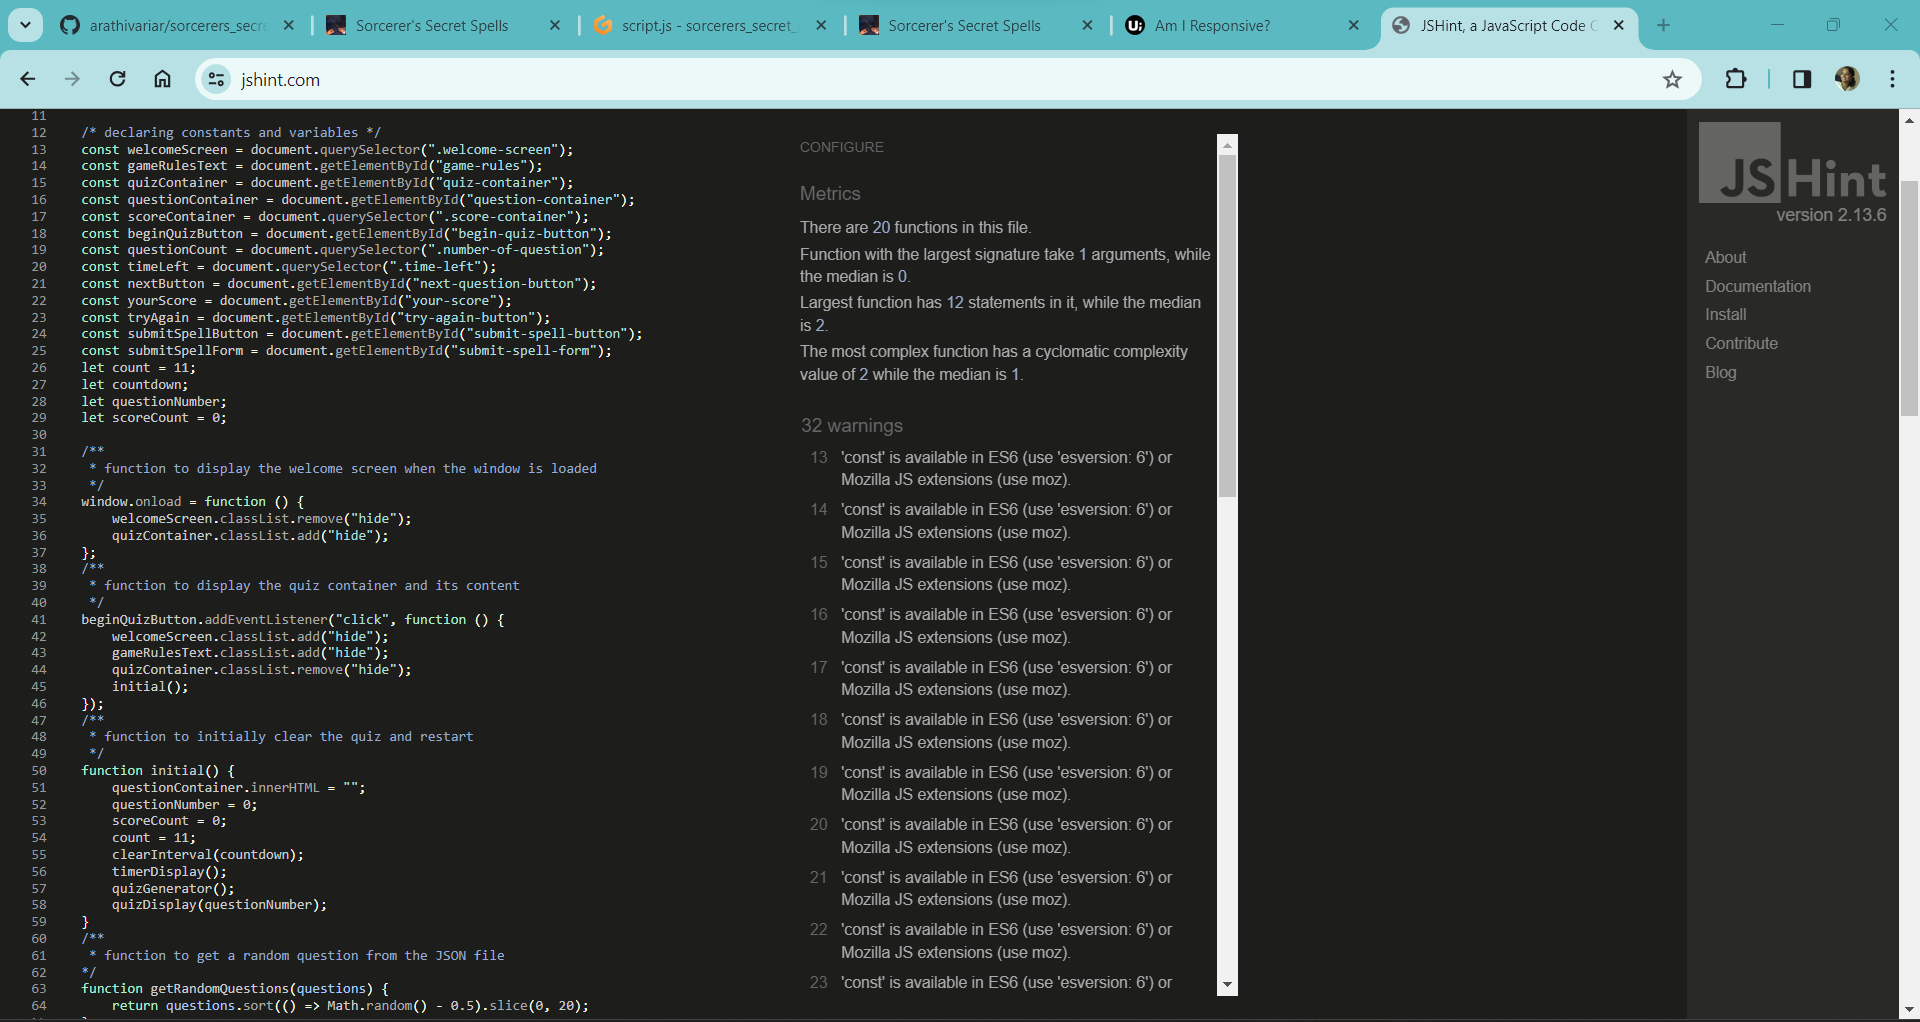 arathivariar/sorcerers_secre
Sorcerer's Secret Spells
script.js - sorcerers_secret_
Sorcerer's Secret Spells
Am I Responsive?
JSHint, a JavaScript Code
jshint.com
11
12 /* declaring constants and variables */
13 const welcomeScreen = document.querySelector(".welcome-screen");
14 const gameRulesText = document.getElementById("game-rules");
15 const quizContainer = document.getElementById("quiz-container");
16 const questionContainer = document.getElementById("question-container");
17 const scoreContainer = document.querySelector(".score-container");
18 const beginQuizButton = document.getElementById("begin-quiz-button");
19 const questionCount = document.querySelector(".number-of-question");
20 const timeLeft = document.querySelector(".time-left");
21 const nextButton = document.getElementById("next-question-button");
22 const yourScore = document.getElementById("your-score");
23 const tryAgain = document.getElementById("try-again-button");
24 const submitSpellButton = document.getElementById("submit-spell-button");
25 const submitSpellForm = document.getElementById("submit-spell-form");
26 let count = 11;
27 let countdown;
28 let questionNumber;
29 let scoreCount = 0;
30
31 /**
32 * function to display the welcome screen when the window is loaded
33 */
34 window.onload = function () {
35 welcomeScreen.classList.remove("hide");
36 quizContainer.classList.add("hide");
37 };
38 /**
39 * function to display the quiz container and its content
40 */
41 beginQuizButton.addEventListener("click", function () {
42 welcomeScreen.classList.add("hide");
43 gameRulesText.classList.add("hide");
44 quizContainer.classList.remove("hide");
45 initial();
46 });
47 /**
48 * function to initially clear the quiz and restart
49 */
50 function initial() {
51 questionContainer.innerHTML = "";
52 questionNumber = 0;
53 scoreCount = 0;
54 count = 11;
55 clearInterval(countdown);
56 timerDisplay();
57 quizGenerator();
58 quizDisplay(questionNumber);
59 }
60 /**
61 * function to get a random question from the JSON file
62 */
63 function getRandomQuestions(questions) {
64 return questions.sort(() => Math.random() - 0.5).slice(0, 20);
CONFIGURE
Metrics
There are 20 functions in this file.
Function with the largest signature take 1 arguments, while
the median is 0.
Largest function has 12 statements in it, while the median
is 2.
The most complex function has a cyclomatic complexity
value of 2 while the median is 1.
32 warnings
13 'const' is available in ES6 (use 'esversion: 6') or
Mozilla JS extensions (use moz).
14 'const' is available in ES6 (use 'esversion: 6') or
Mozilla JS extensions (use moz).
15 'const' is available in ES6 (use 'esversion: 6') or
Mozilla JS extensions (use moz).
16 'const' is available in ES6 (use 'esversion: 6') or
Mozilla JS extensions (use moz).
17 'const' is available in ES6 (use 'esversion: 6') or
Mozilla JS extensions (use moz).
18 'const' is available in ES6 (use 'esversion: 6') or
Mozilla JS extensions (use moz).
19 'const' is available in ES6 (use 'esversion: 6') or
Mozilla JS extensions (use moz).
20 'const' is available in ES6 (use 'esversion: 6') or
Mozilla JS extensions (use moz).
21 'const' is available in ES6 (use 'esversion: 6') or
Mozilla JS extensions (use moz).
22 'const' is available in ES6 (use 'esversion: 6') or
Mozilla JS extensions (use moz).
23 'const' is available in ES6 (use 'esversion: 6') or
JSHint
version 2.13.6
About
Documentation
Install
Contribute
Blog